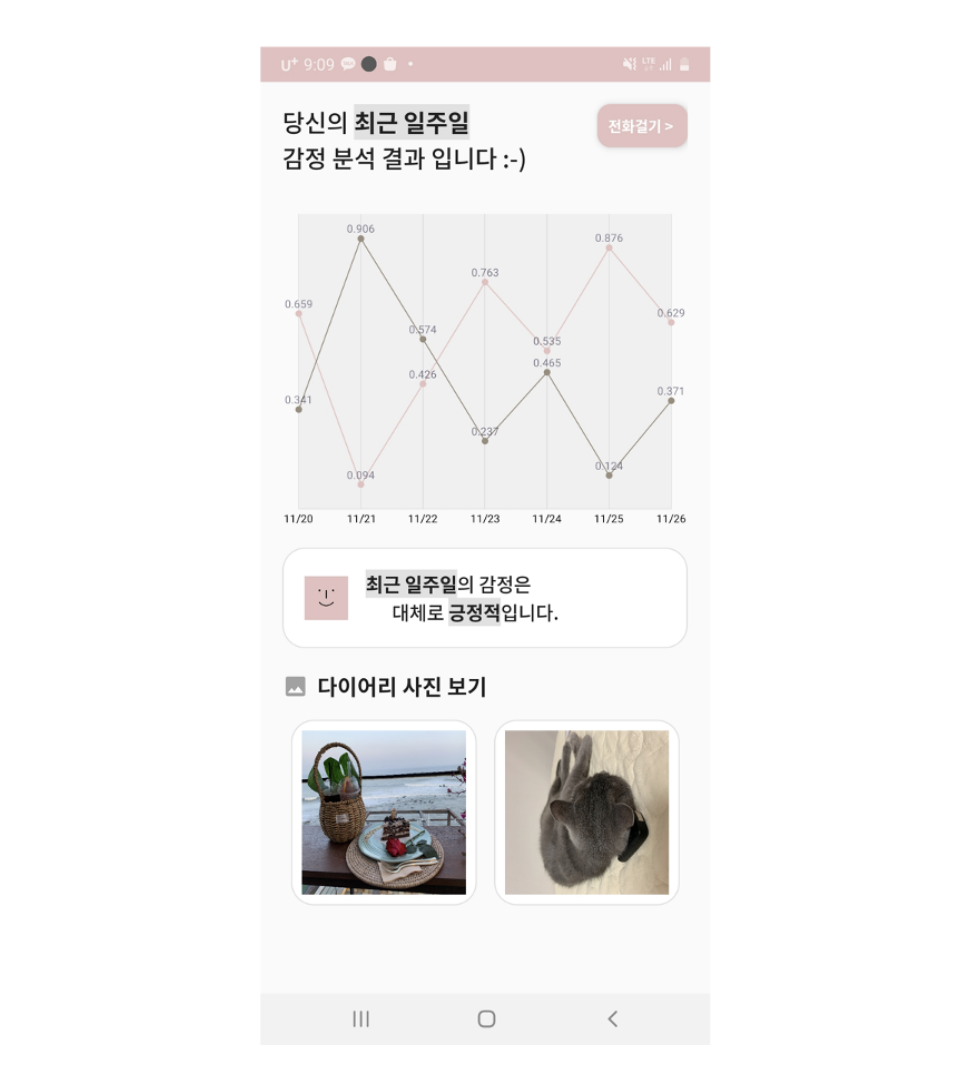 U+ 9:09
LTE
당신의 최근 일주일
전화걸기 >
감정 분석 결과 입니다 :-)
0.906
0.876
0.763
0.659
0.629
0.574
0.535
0.465
0.426
0.371
0.341
0.237
0.124
0.094
11/20 11/21 11/22 11/23 11/24 11/25 11/26
최근 일주일의 감정은
대체로 긍정적입니다.
다이어리 사진 보기